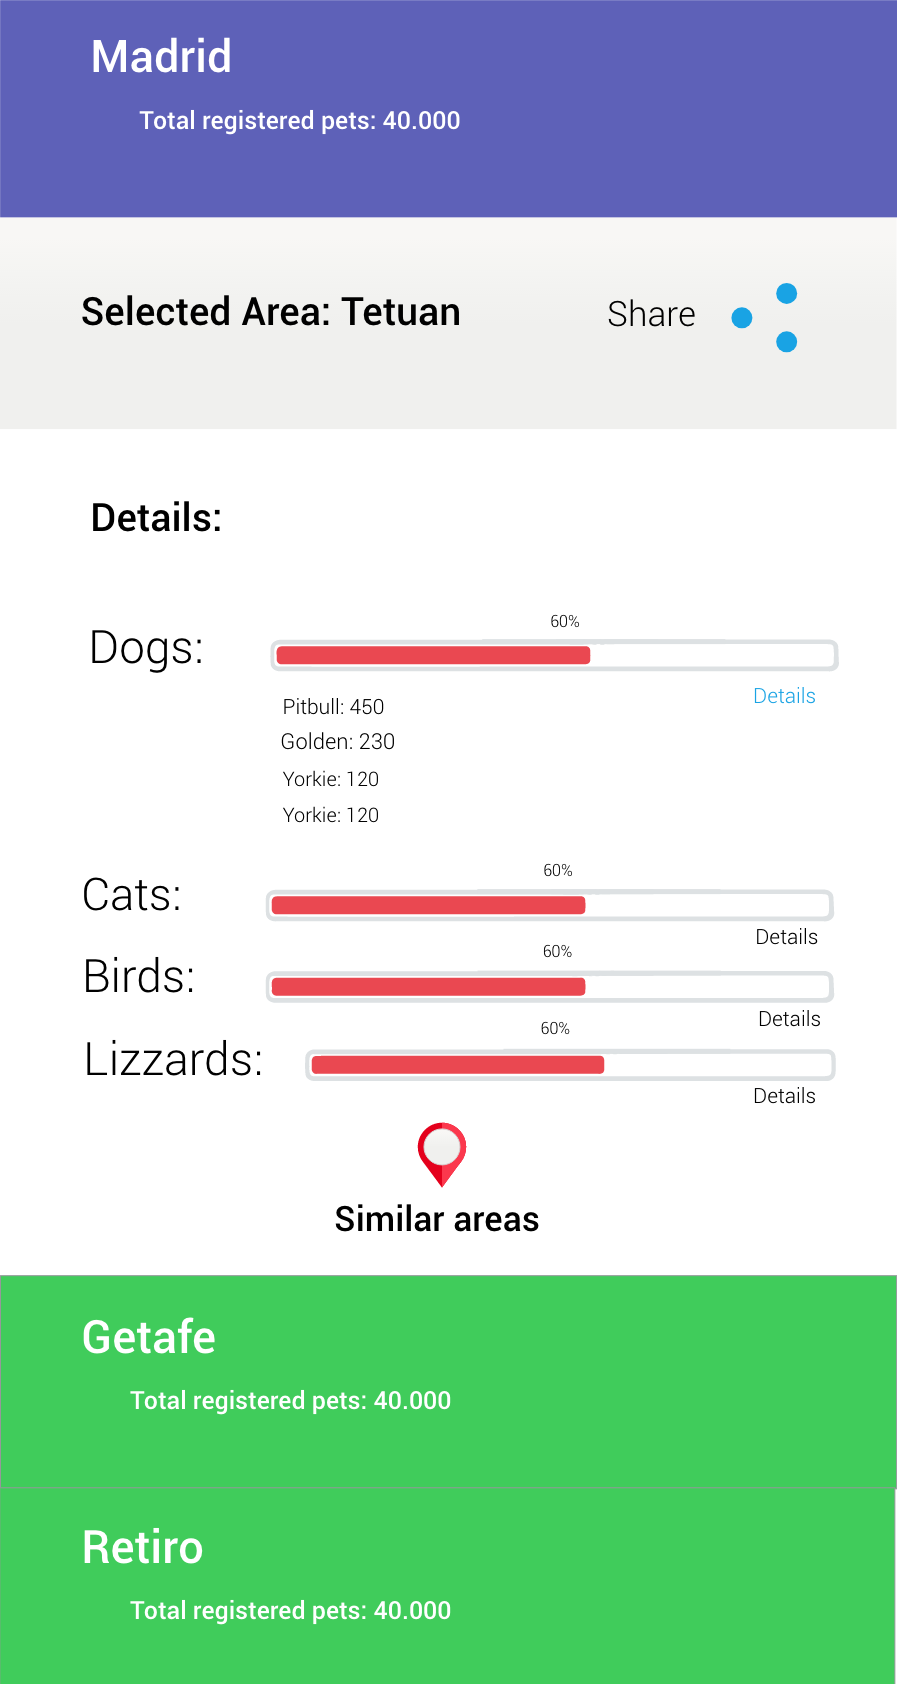 Madrid
Total registered pets: 40.000
Selected Area: Tetuan
Share
Details:
60%
Dogs:
Details
Pitbull: 450
Golden: 230
Yorkie: 120
Yorkie: 120
60%
Cats:
Details
60%
Birds:
Details
60%
Lizzards:
Details
Similar areas
Getafe
Total registered pets: 40.000
Retiro
Total registered pets: 40.000